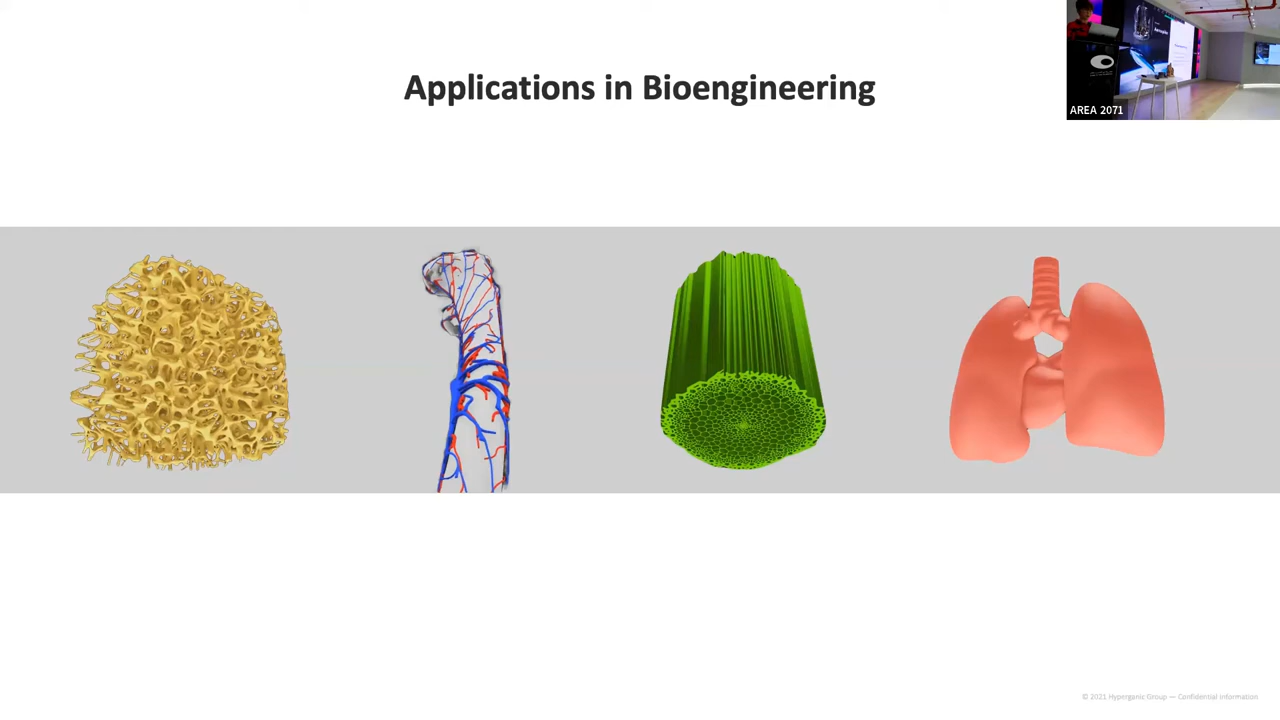 Applications in Bioengineering
AREA 2071
© 2021 Hyperganic Group — Confidential Information